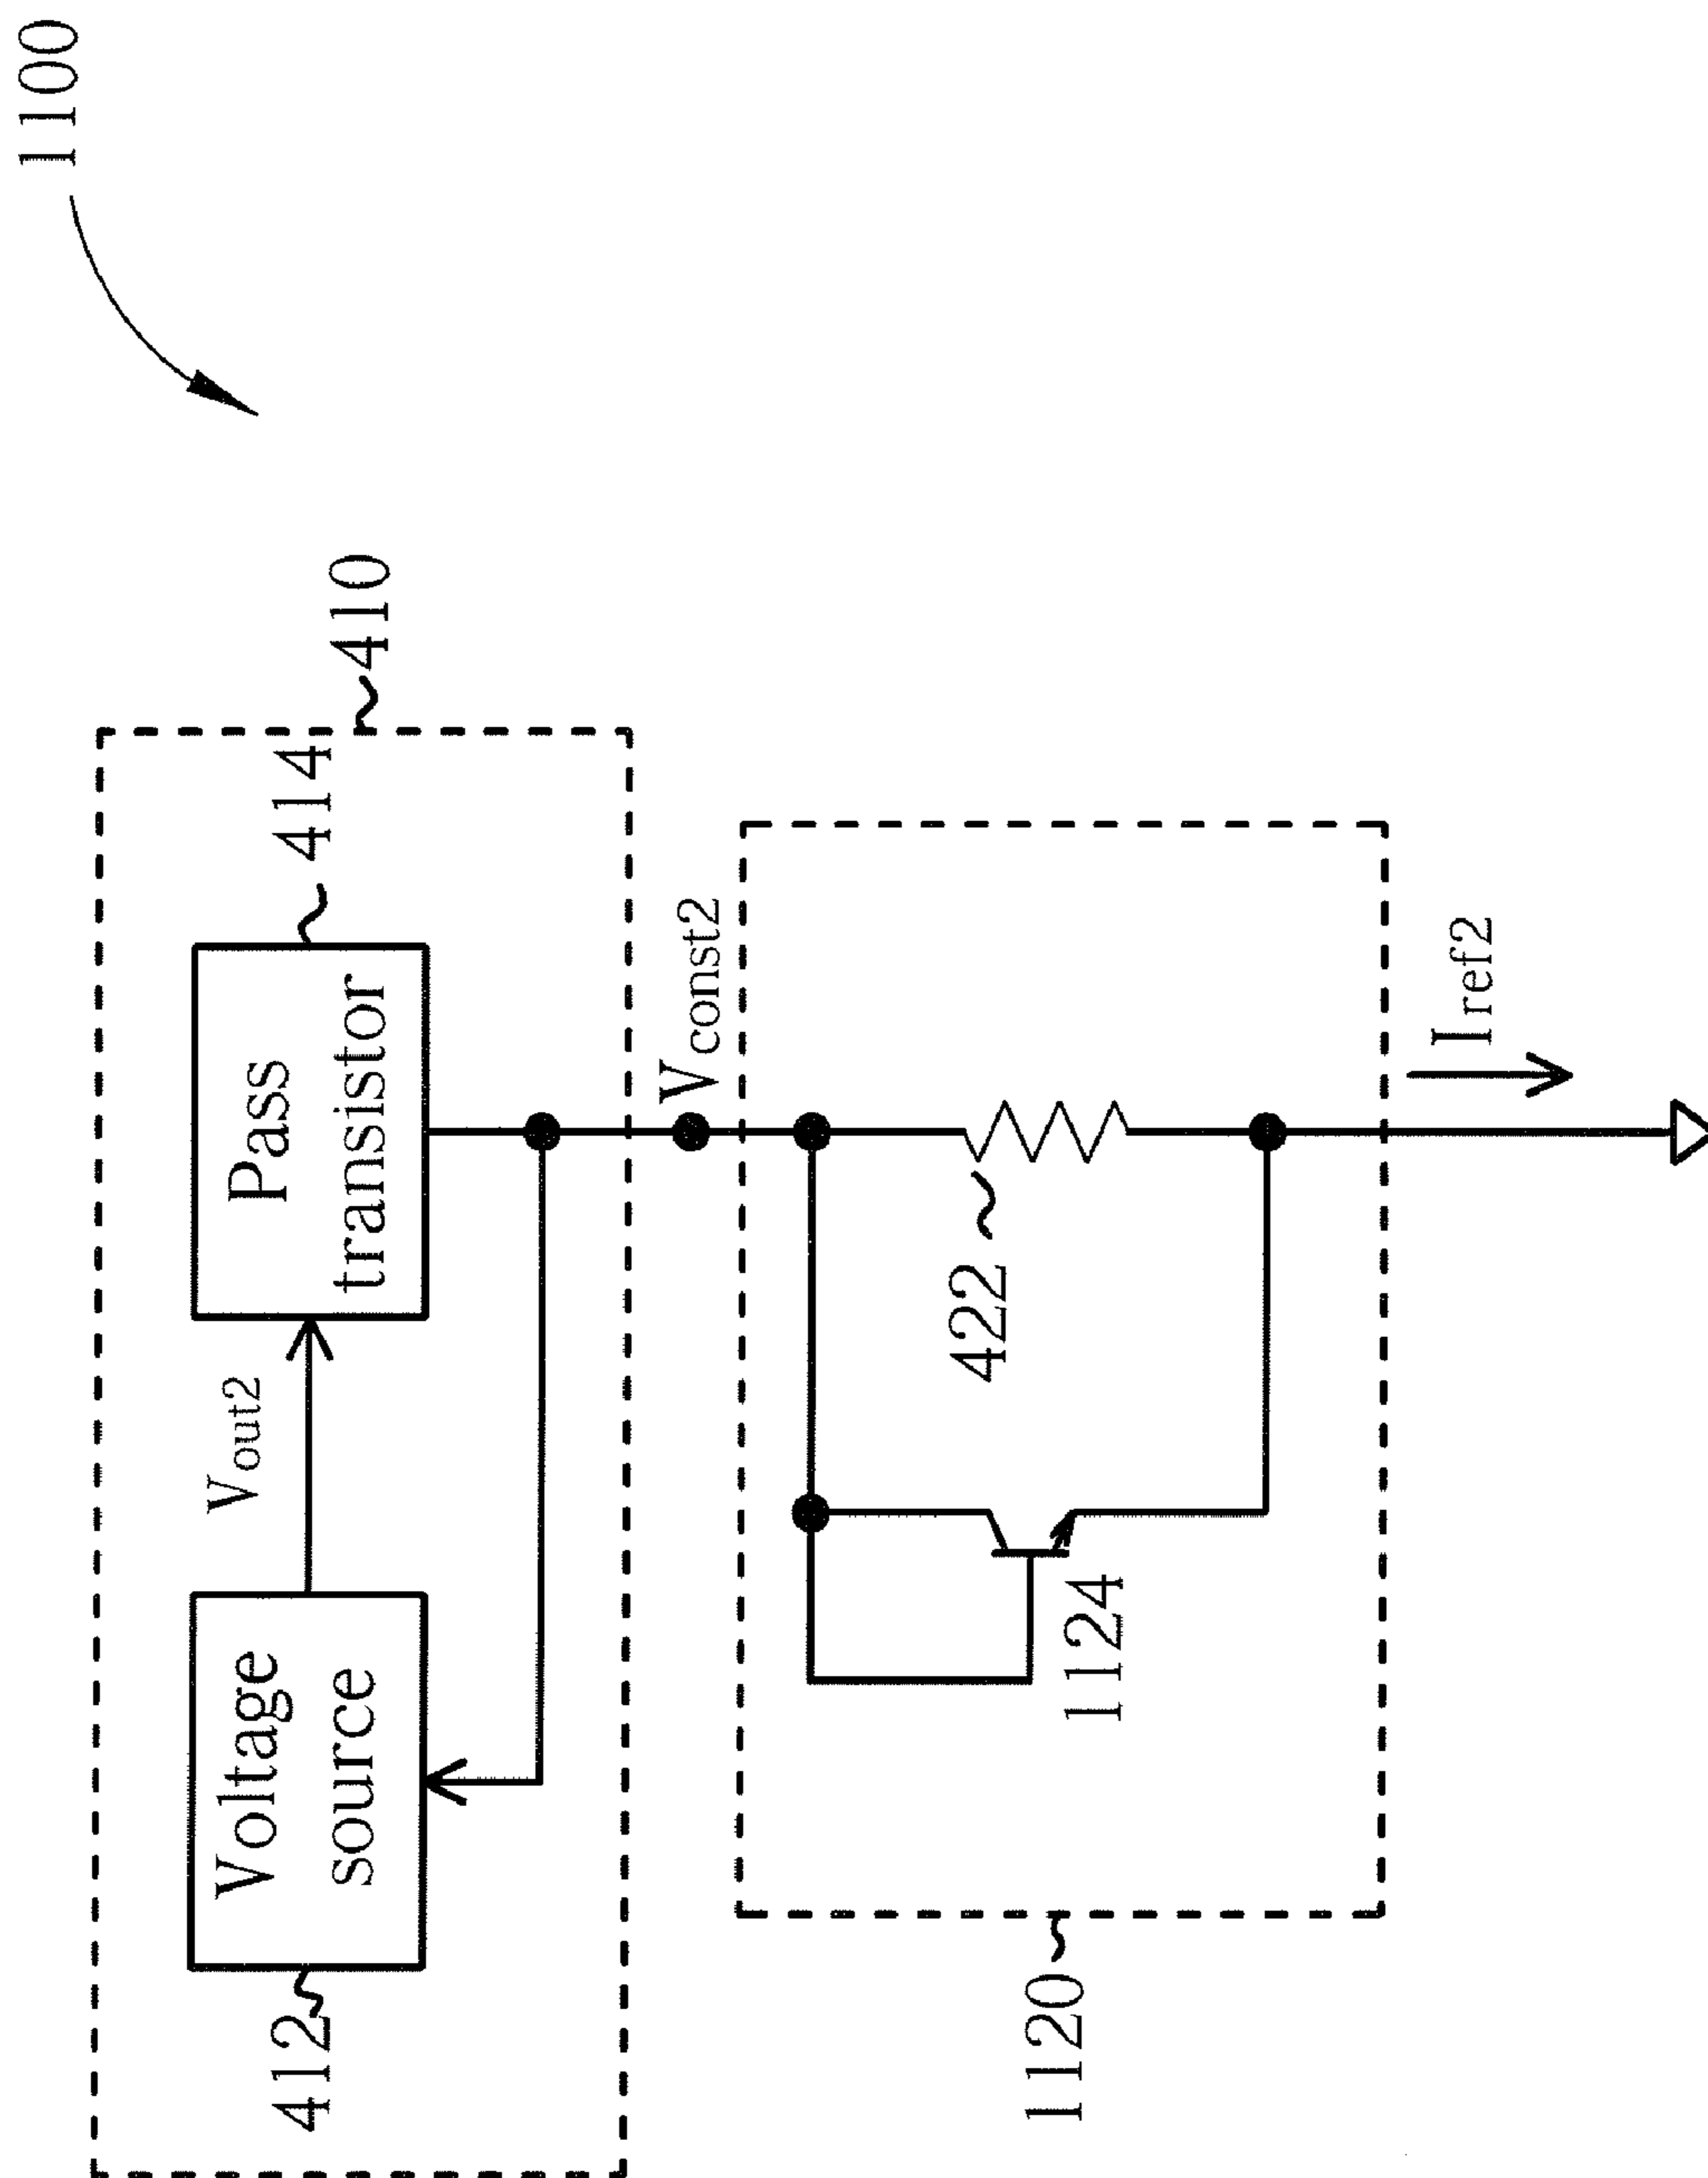 1100
410
414
Pass
transistor
Vout2
Voltage
source
412
Vconst2
422
1124
1120
Iref2